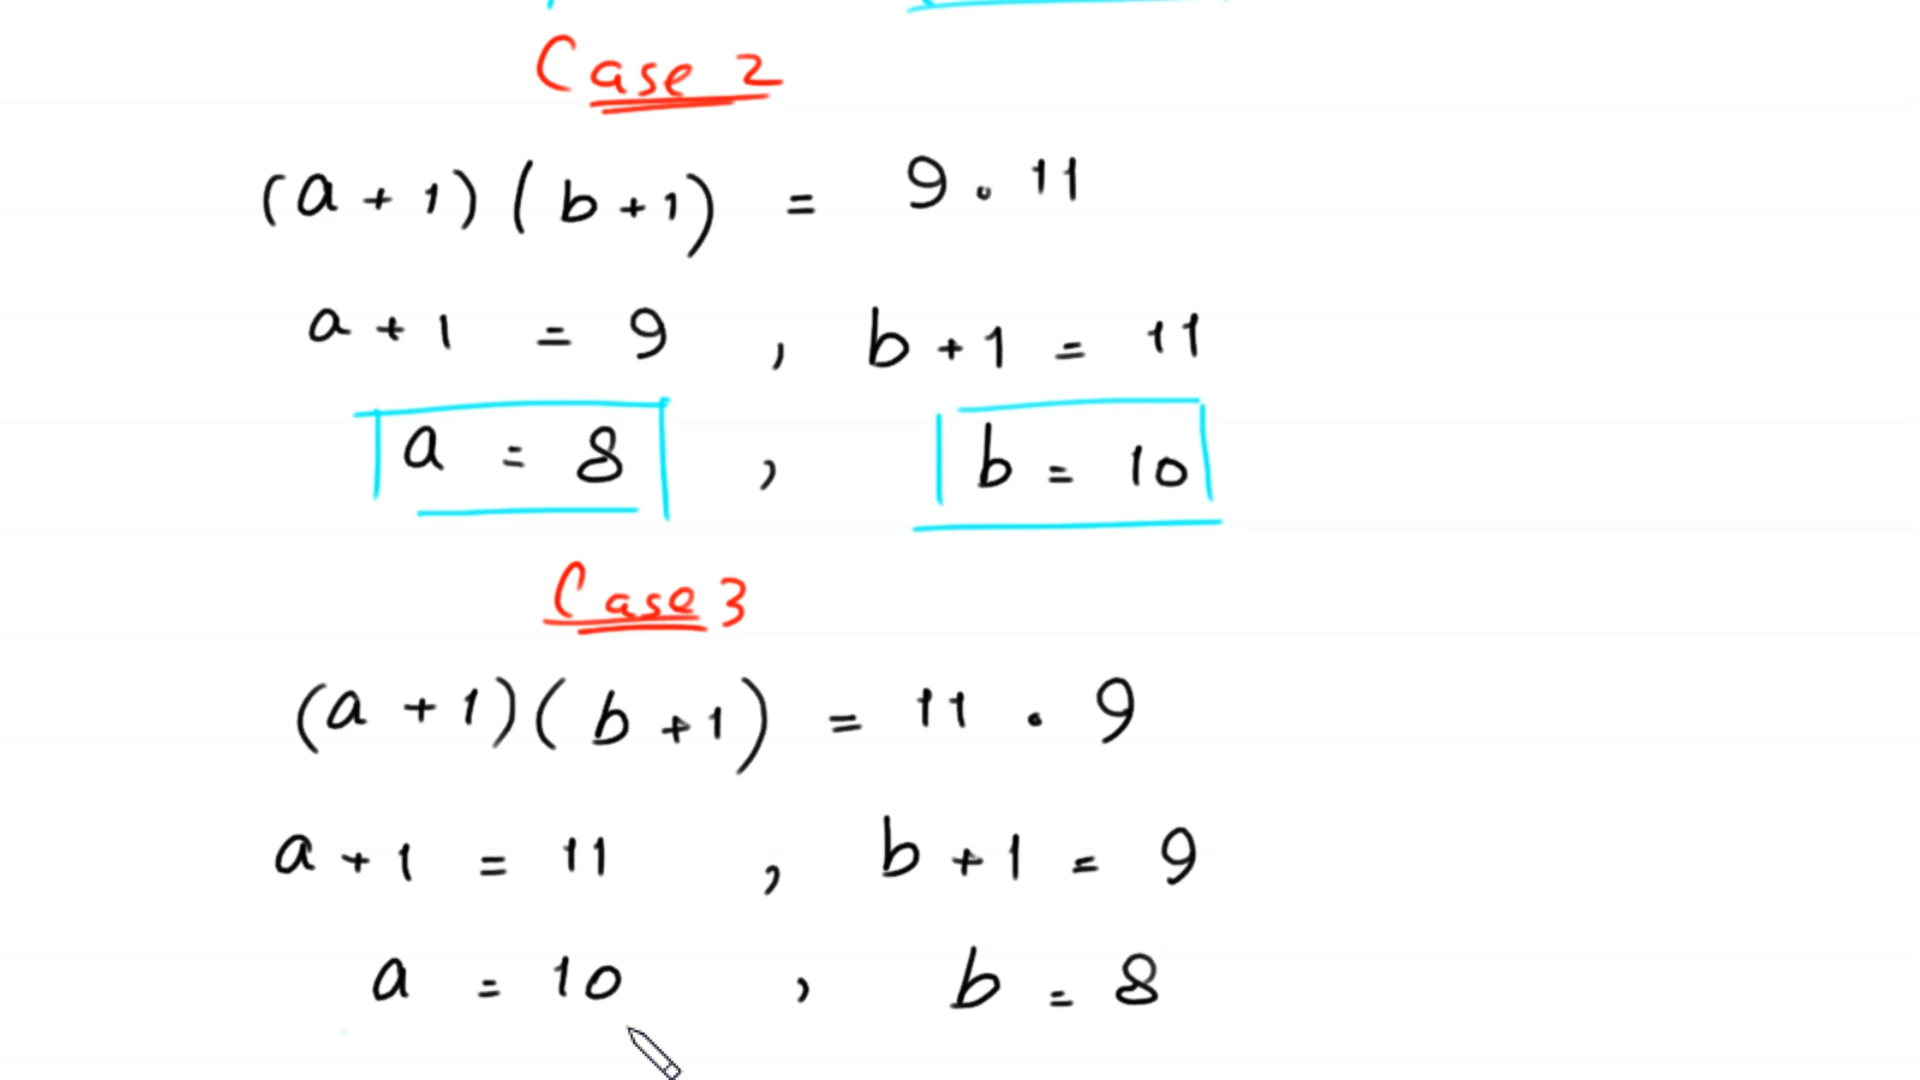 Case 2
(a + 1) (b + 1) = 9 . 11
a + 1 = 9 , b + 1 = 11
a = 8 , b = 10
Case 3
(a + 1) (b + 1) = 11 . 9
a + 1 = 11 , b + 1 = 9
a = 10 , b = 8